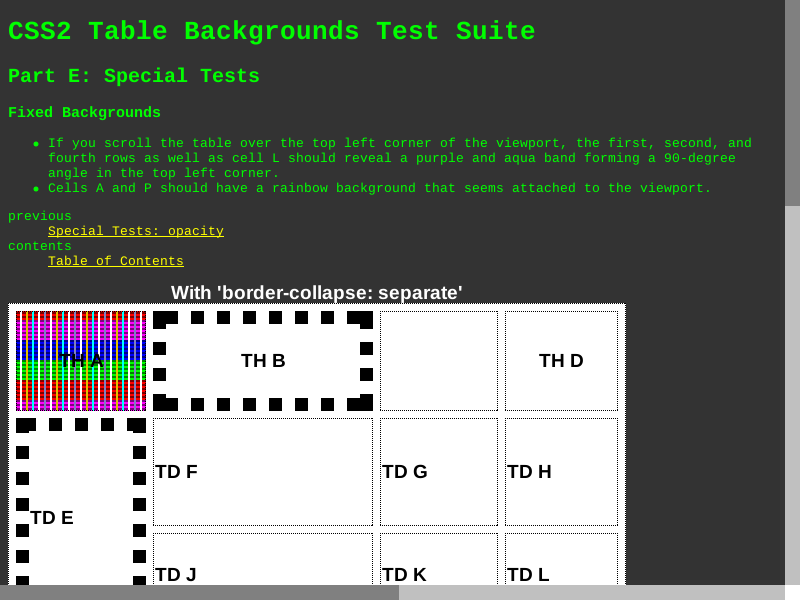 CSS2 Table Backgrounds Test Suite
Part E: Special Tests
Fixed Backgrounds
If you scroll the table over the top left corner of the viewport, the first, second, and
fourth rows as well as cell L should reveal a purple and aqua band forming a 90-degree
angle in the top left corner.
Cells A and P should have a rainbow background that seems attached to the viewport.
previous
Special Tests: opacity
contents
Table of Contents
With 'border-collapse: separate'
TH A TH B TH D
TD F TD G TD H
TD E
TD J TD K TD L